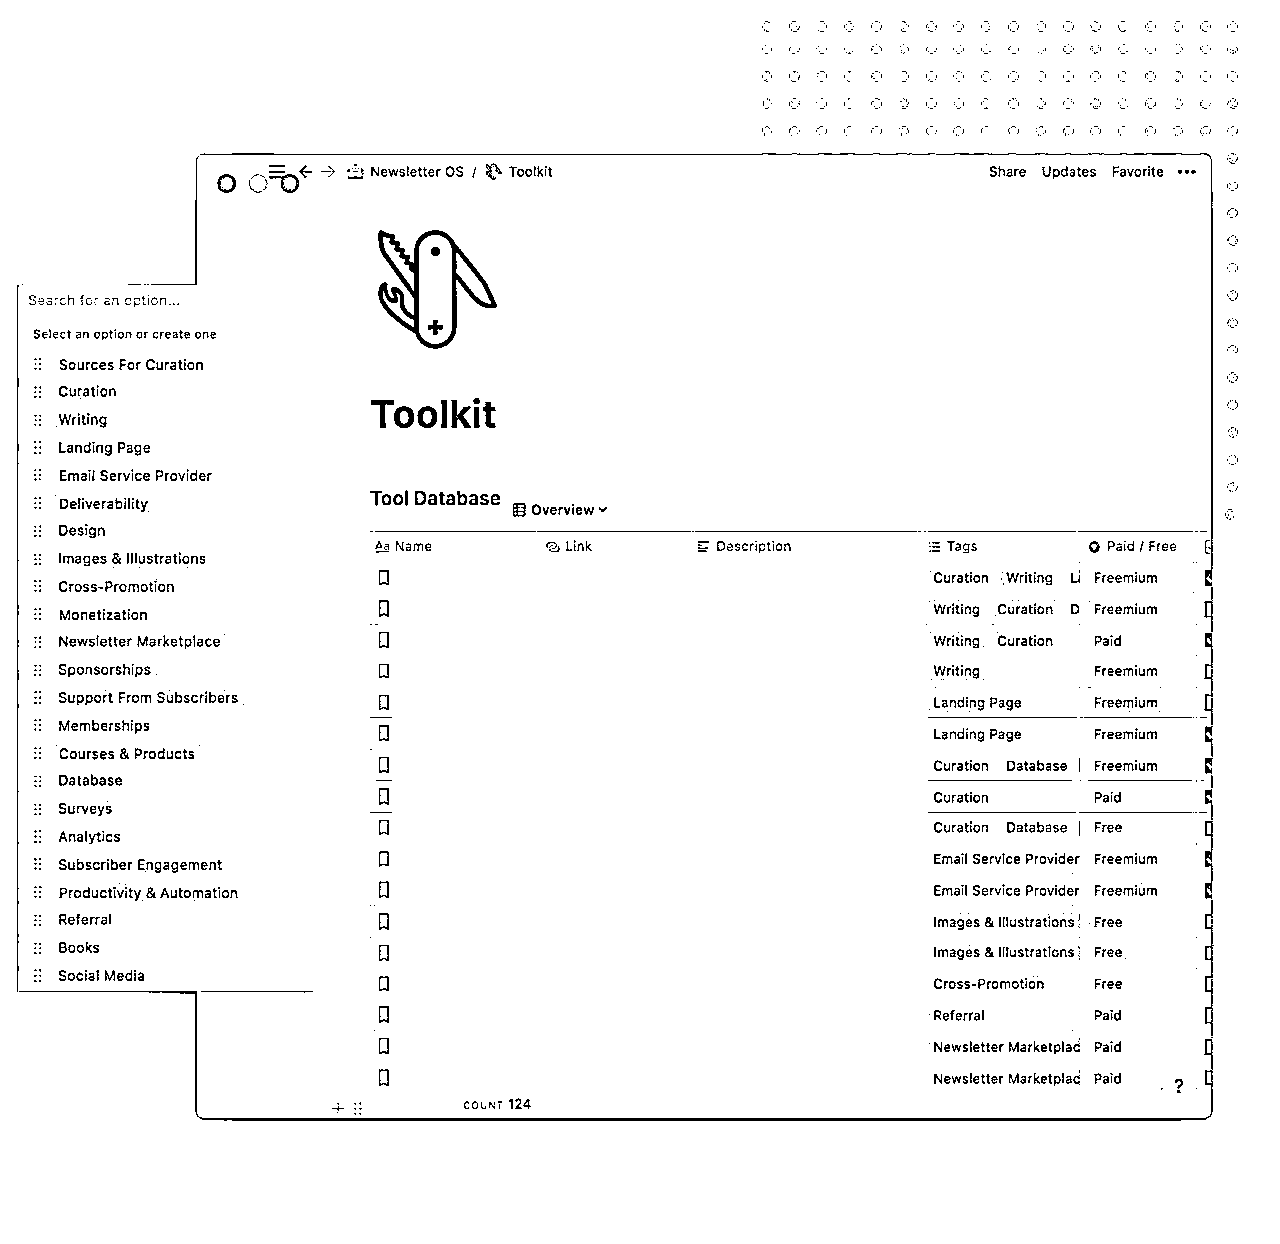 Newsletter OS / Toolkit
Share Updates Favorite •••
Search for an option...
Select an option or create one
Sources For Curation
Curation
Writing
Landing Page
Email Service Provider
Deliverability
Design
Images & Illustrations
Cross-Promotion
Monetization
Newsletter Marketplace
Sponsorships
Support From Subscribers
Memberships
Courses & Products
Database
Surveys
Analytics
Subscriber Engagement
Productivity & Automation
Referral
Books
Social Media
Toolkit
Tool Database Overview
Aa Name Link Description Tags Paid / Free
Curation Writing Freemium
Writing Curation D Freemium
Writing Curation Paid
Writing Freemium
Landing Page Freemium
Landing Page Freemium
Curation Database Freemium
Curation Paid
Curation Database Free
Email Service Provider Freemium
Email Service Provider Freemium
Images & Illustrations Free
Images & Illustrations Free
Cross-Promotion Free
Referral Paid
Newsletter Marketplac Paid
Newsletter Marketplac Paid
?
+ COUNT 124